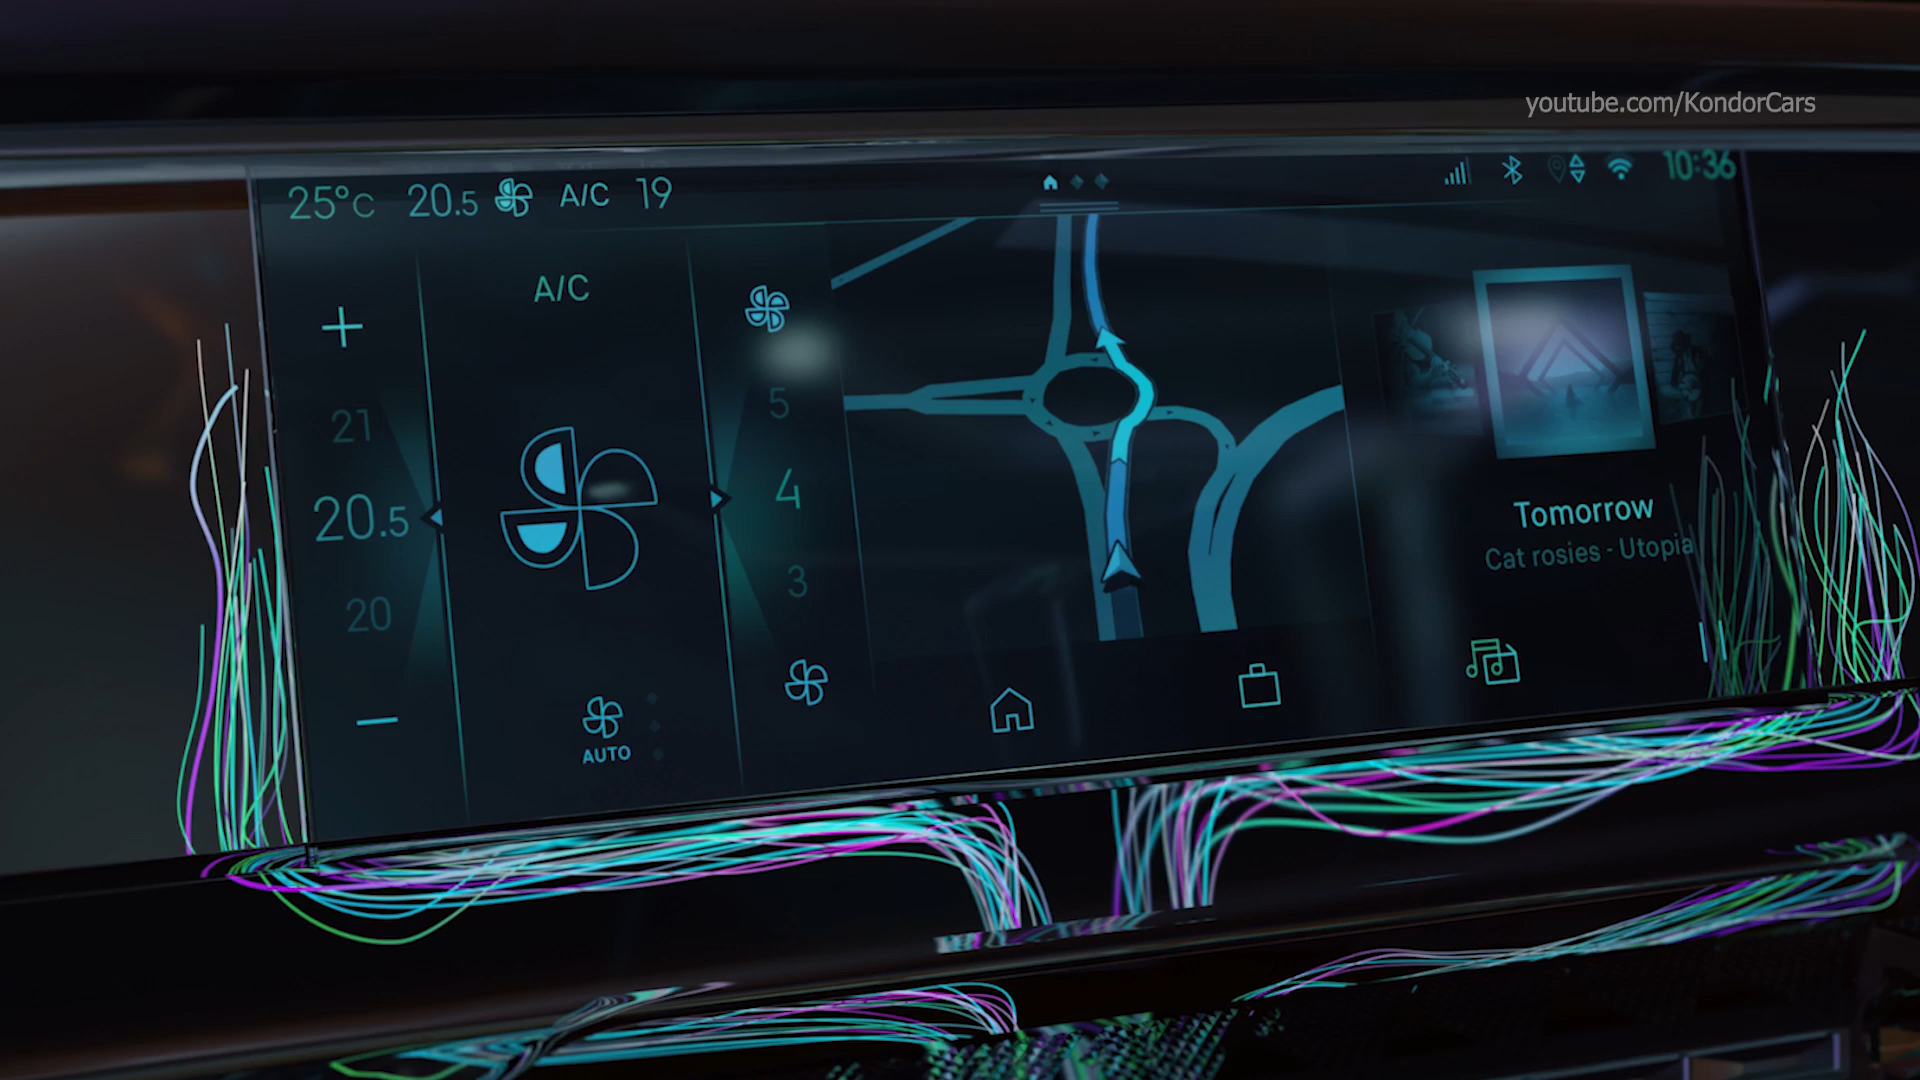 youtube.com/KondorCars
25°C 20.5 A/C 19 10:36
A/C
21
20.5
20
5
4
3
AUTO
Tomorrow
Cat rosies - Utopia